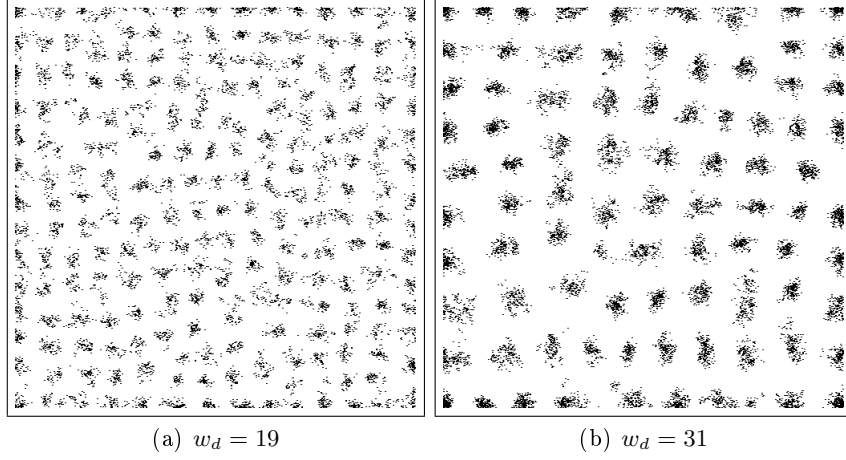 (a) w_d = 19
(b) w_d = 31